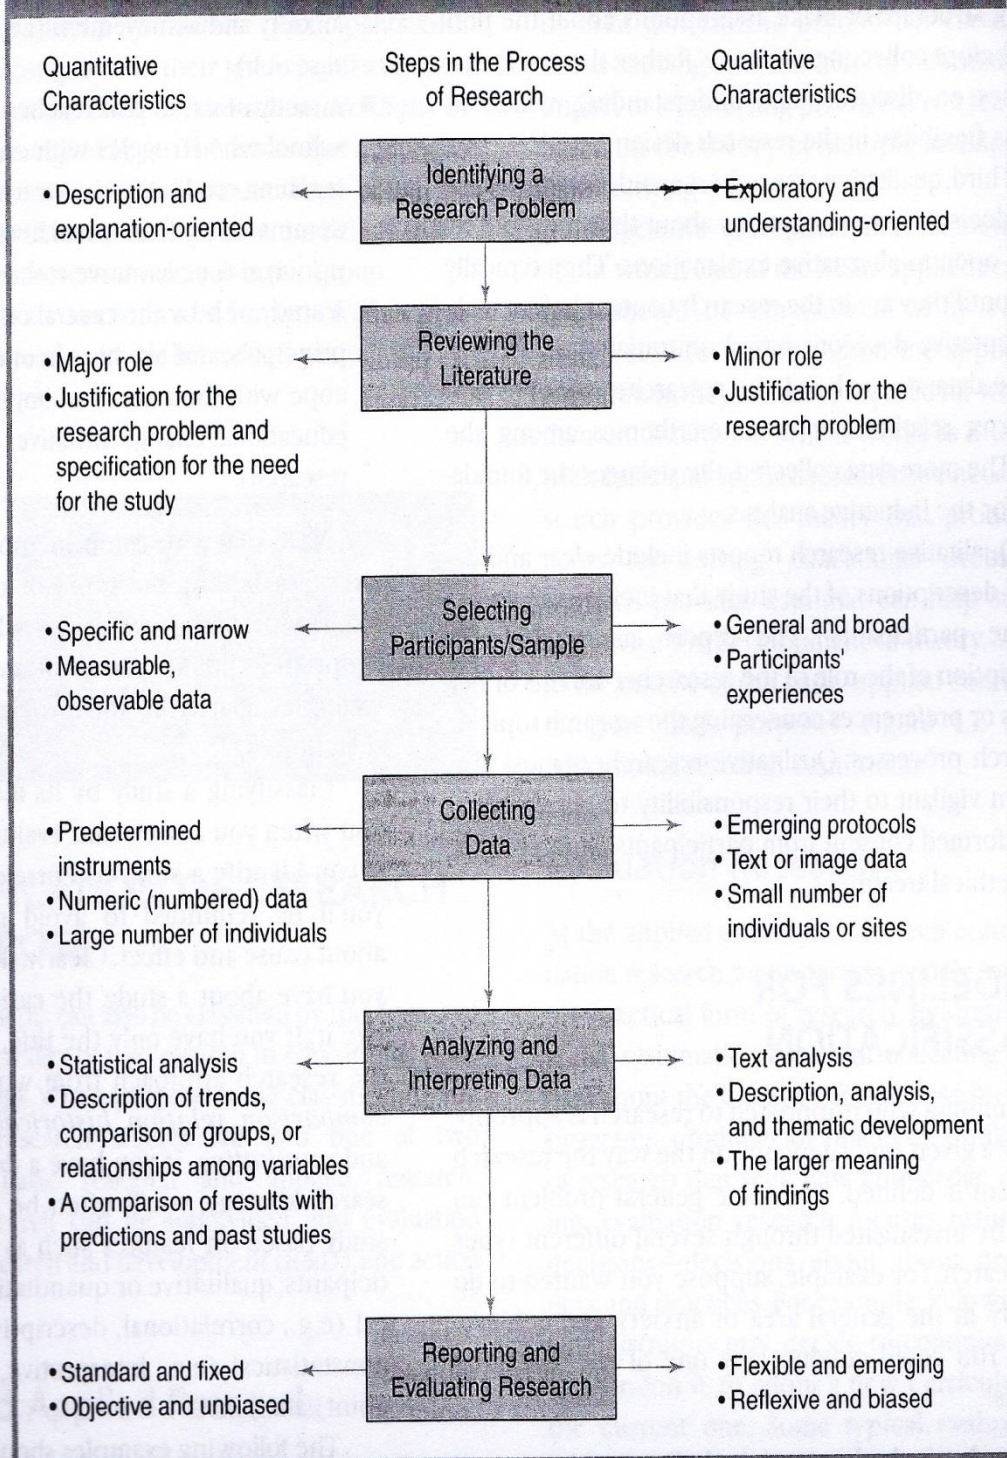 Quantitative
Characteristics
Steps in the Process
of Research
Qualitative
Characteristics
• Description and
explanation-oriented
Identifying a
Research Problem
• Exploratory and
understanding-oriented
• Major role
• Justification for the
research problem and
specification for the need
for the study
Reviewing the
Literature
• Minor role
• Justification for the
research problem
• Specific and narrow
• Measurable,
observable data
Selecting
Participants/Sample
• General and broad
• Participants'
experiences
• Predetermined
instruments
• Numeric (numbered) data
• Large number of individuals
Collecting
Data
• Emerging protocols
• Text or image data
• Small number of
individuals or sites
• Statistical analysis
• Description of trends,
comparison of groups, or
relationships among variables
• A comparison of results with
predictions and past studies
Analyzing and
Interpreting Data
• Text analysis
• Description, analysis,
and thematic development
• The larger meaning
of findings
• Standard and fixed
• Objective and unbiased
Reporting and
Evaluating Research
• Flexible and emerging
• Reflexive and biased